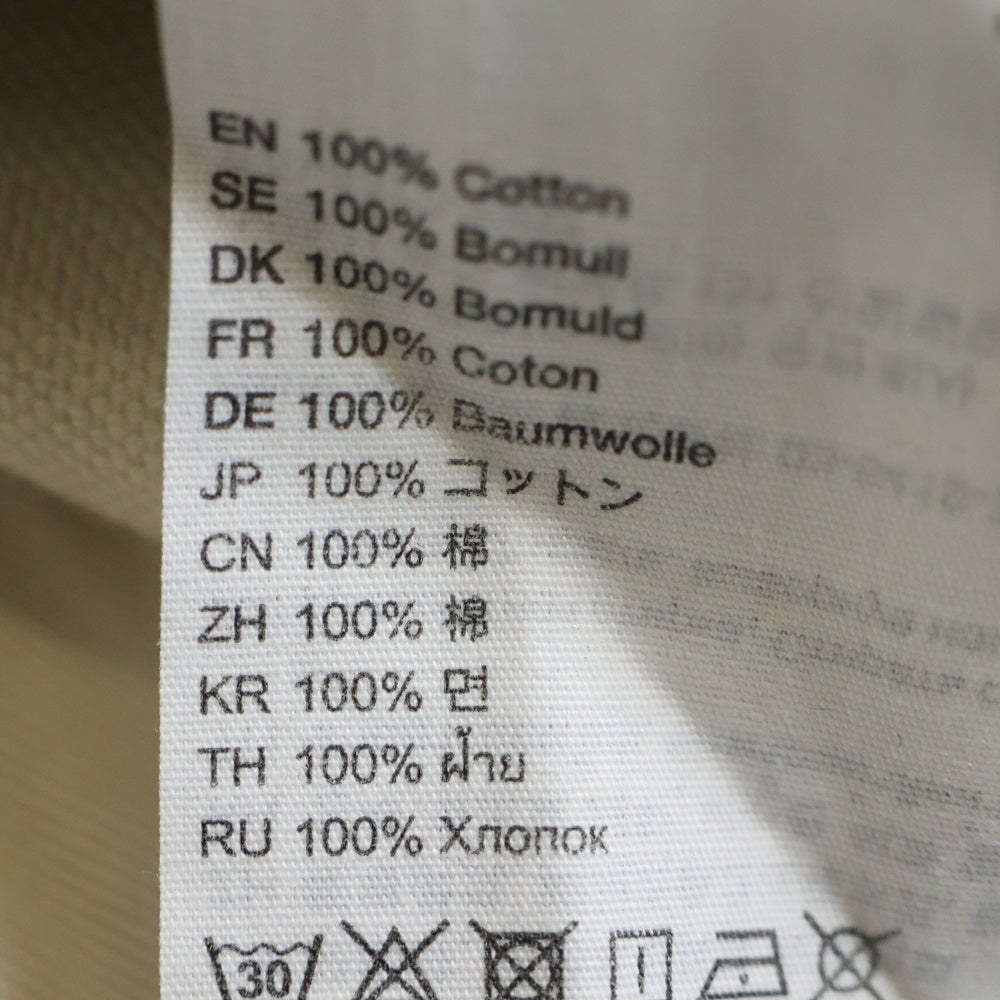 EN 100% Cotton
SE 100% Bomull
DK 100% Bomuld
FR 100% Coton
DE 100% Baumwolle
JP 100% コットン
CN 100% 棉
ZH 100% 棉
KR 100% 면
TH 100% ฝ้าย
RU 100% Хлопок
30